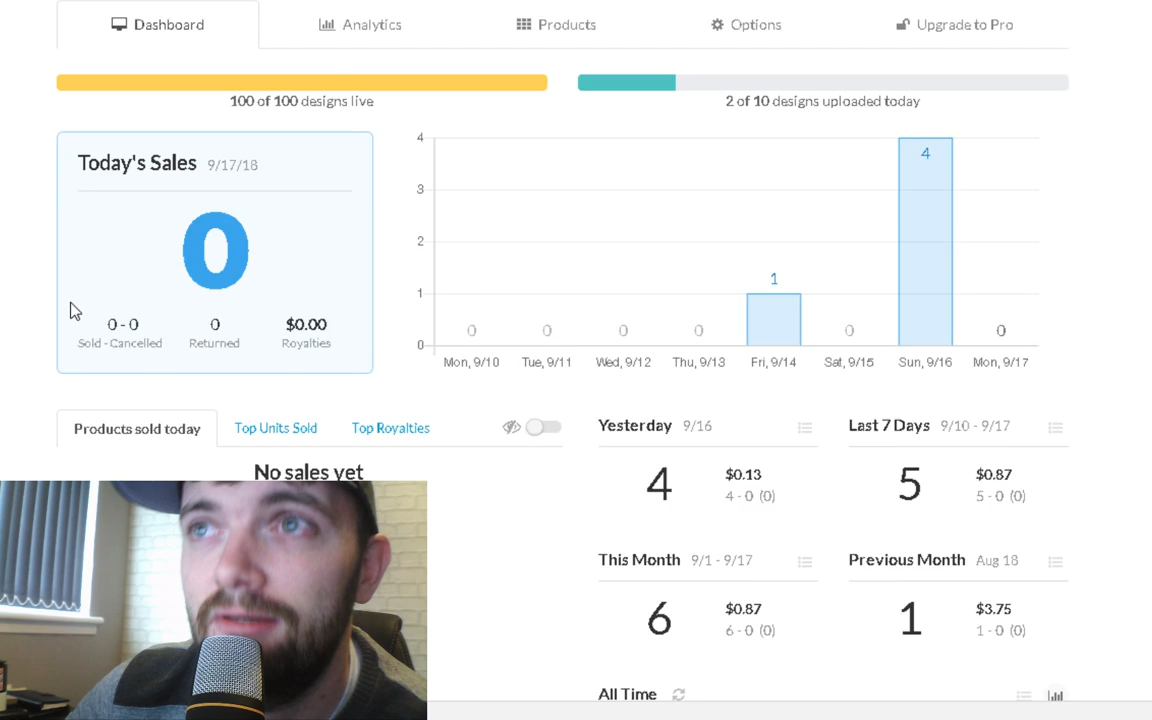 Dashboard
Analytics
Products
Options
Upgrade to Pro
100 of 100 designs live
2 of 10 designs uploaded today
Today's Sales 9/17/18
0
0 - 0
Sold - Cancelled
0
Returned
$0.00
Royalties
4
3
2
1
0
0
0
0
0
1
0
4
0
Mon, 9/10
Tue, 9/11
Wed, 9/12
Thu, 9/13
Fri, 9/14
Sat, 9/15
Sun, 9/16
Mon, 9/17
Products sold today
Top Units Sold
Top Royalties
No sales yet
Yesterday 9/16
4
$0.13
4 - 0 (0)
Last 7 Days 9/10 - 9/17
5
$0.87
5 - 0 (0)
This Month 9/1 - 9/17
6
$0.87
6 - 0 (0)
Previous Month Aug 18
1
$3.75
1 - 0 (0)
All Time